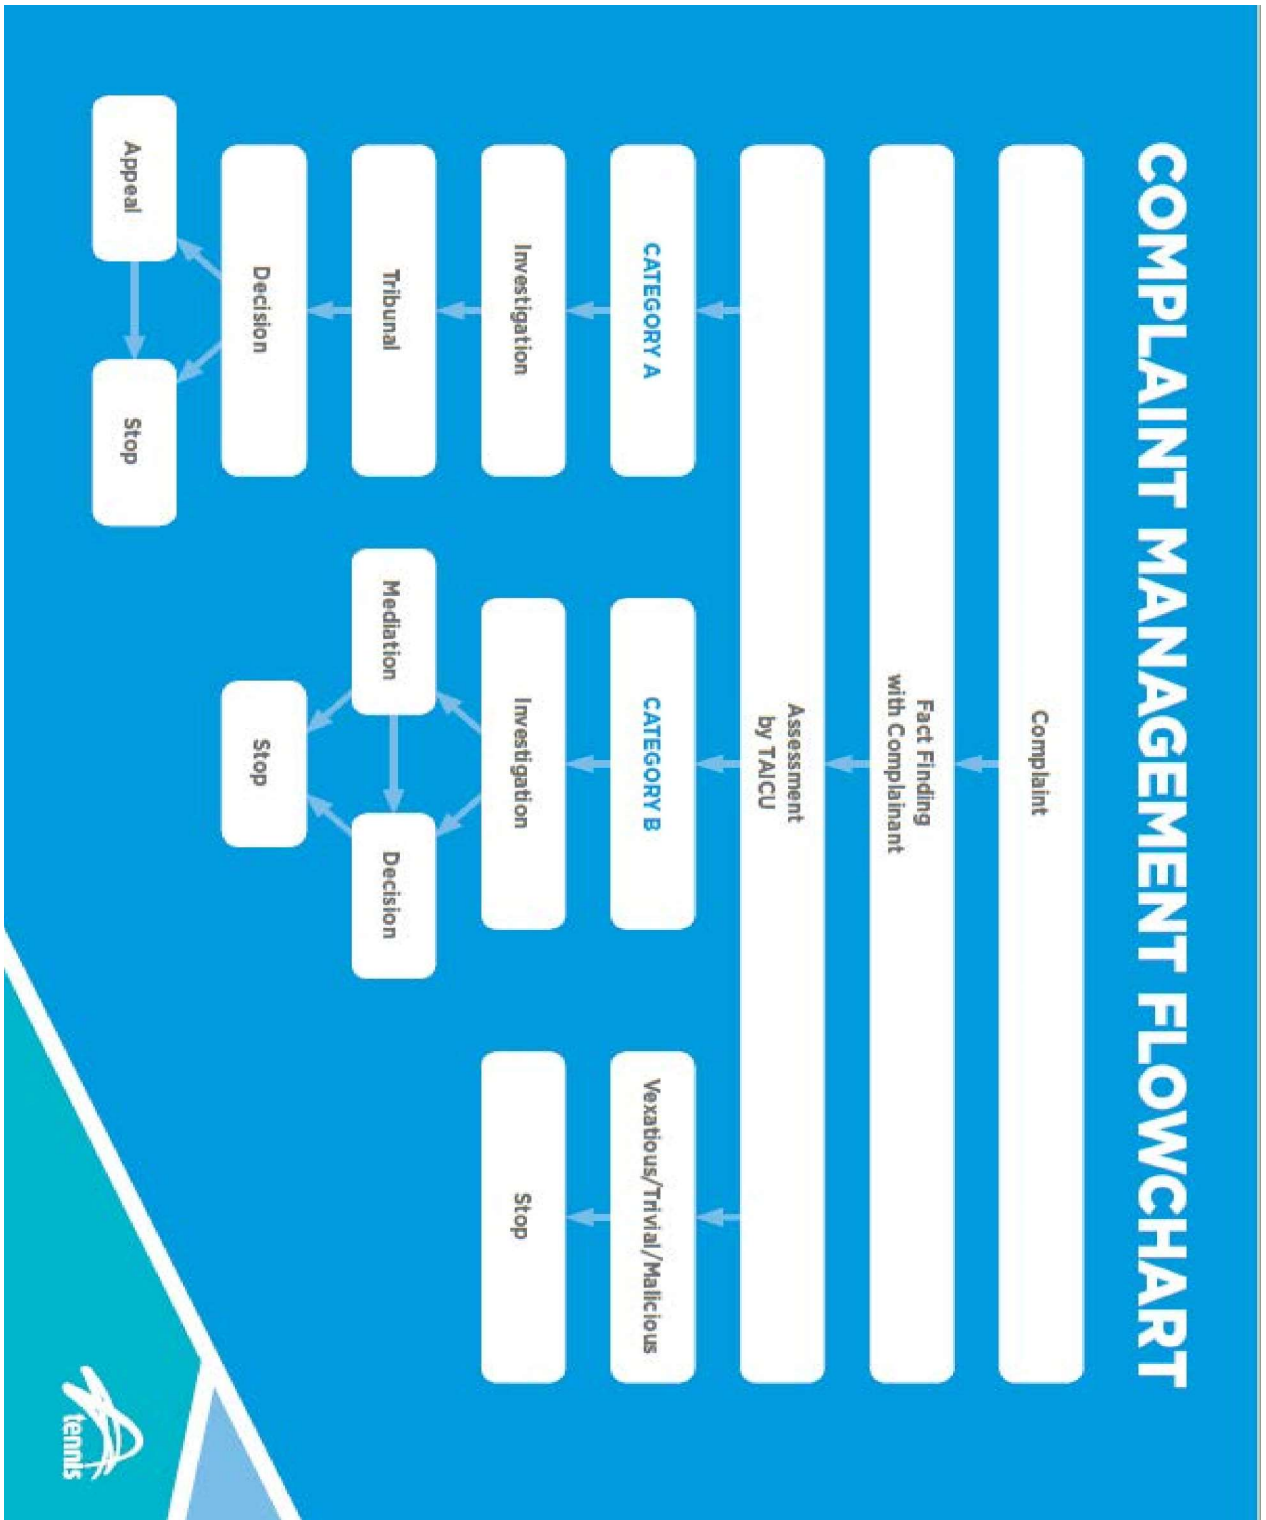 COMPLAINT MANAGEMENT FLOWCHART
Complaint
Fact Finding
with Complainant
Assessment
by TAICU
CATEGORY A
CATEGORY B
Vexatious/Trivial/Malicious
Investigation
Investigation
Stop
Tribunal
Mediation
Decision
Decision
Stop
Appeal
Stop
tennis